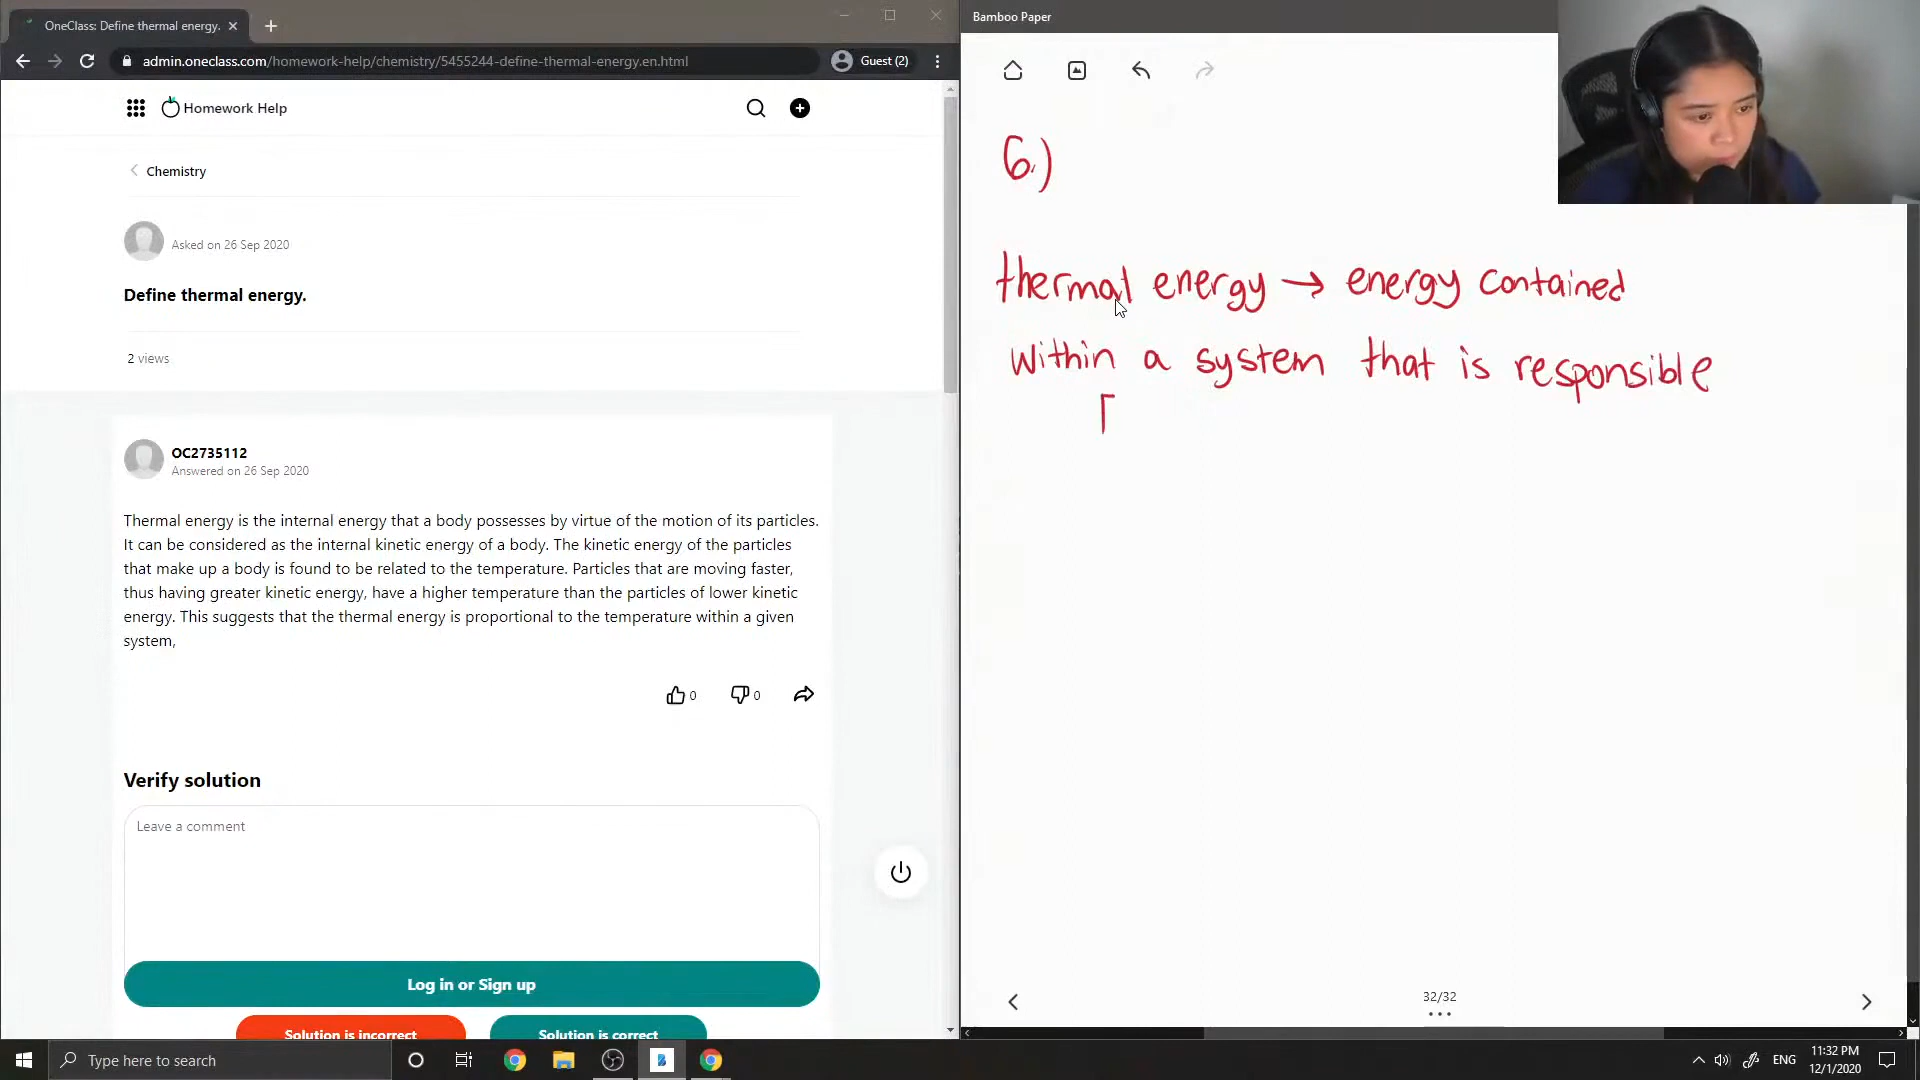 OneClass: Define thermal energy.
Bamboo Paper
admin.oneclass.com/homework-help/chemistry/5455244-define-thermal-energy.en.html
Guest (2)
Homework Help
Chemistry
Asked on 26 Sep 2020
Define thermal energy.
2 views
OC2735112
Answered on 26 Sep 2020
Thermal energy is the internal energy that a body possesses by virtue of the motion of its particles.
It can be considered as the internal kinetic energy of a body. The kinetic energy of the particles
that make up a body is found to be related to the temperature. Particles that are moving faster,
thus having greater kinetic energy, have a higher temperature than the particles of lower kinetic
energy. This suggests that the thermal energy is proportional to the temperature within a given
system,
0
0
Verify solution
Leave a comment
Log in or Sign up
Solution is incorrect
Solution is correct
6.)
thermal energy → energy contained
within a system that is responsible
32/32
Type here to search
ENG
11:32 PM
12/1/2020